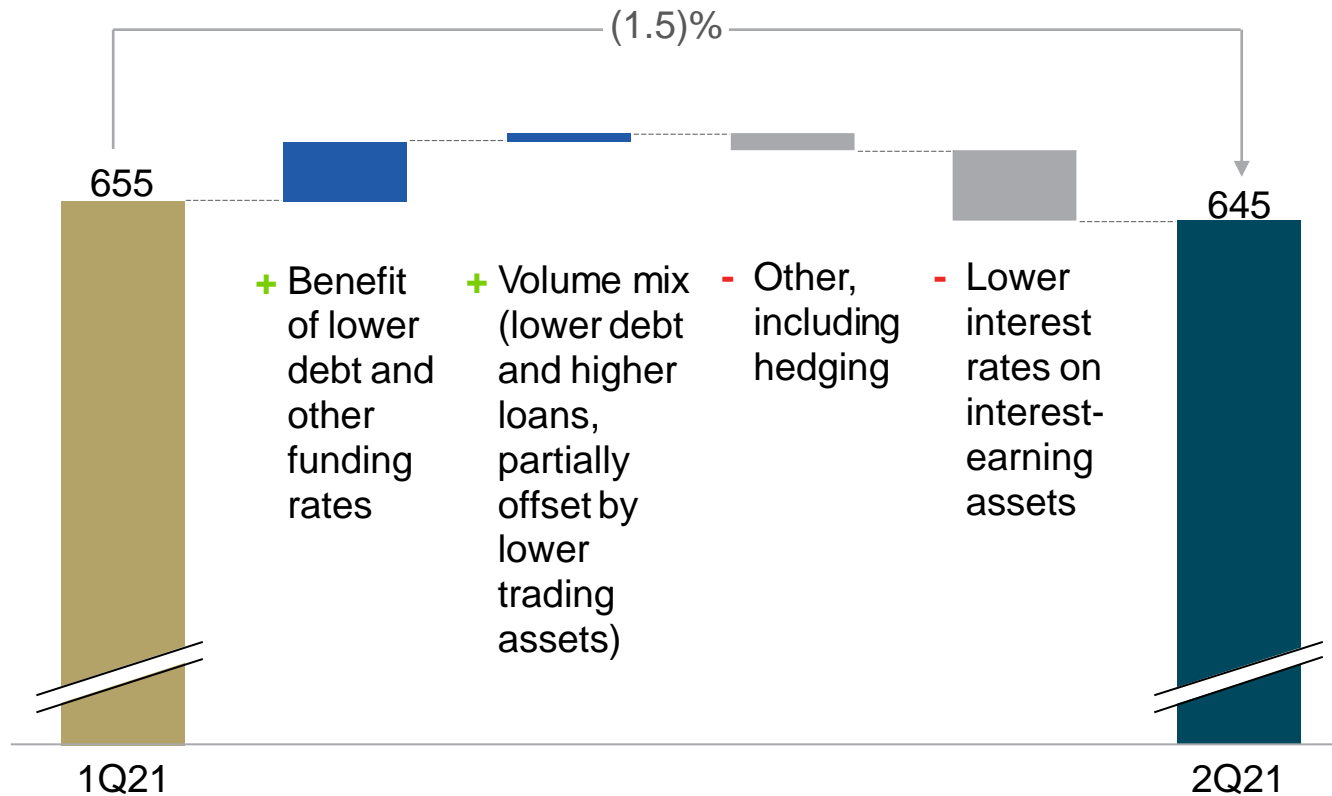 (1.5)%
655
645
+ Benefit
of lower
debt and
other
funding
rates
+ Volume mix
(lower debt
and higher
loans,
partially
offset by
lower
trading
assets)
- Other,
including
hedging
- Lower
interest
rates on
interest-
earning
assets
1Q21
2Q21